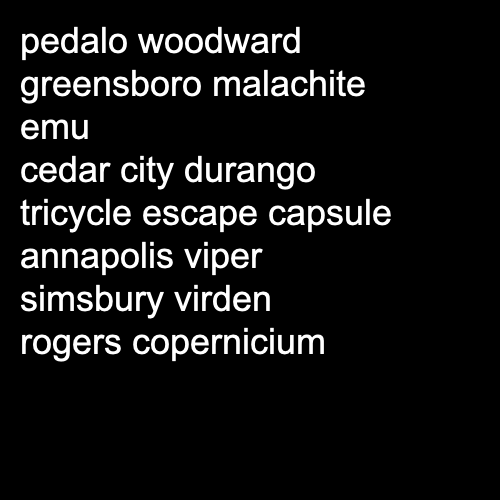 pedalo woodward
greensboro malachite
emu
cedar city durango
tricycle escape capsule
annapolis viper
simsbury virden
rogers copernicium